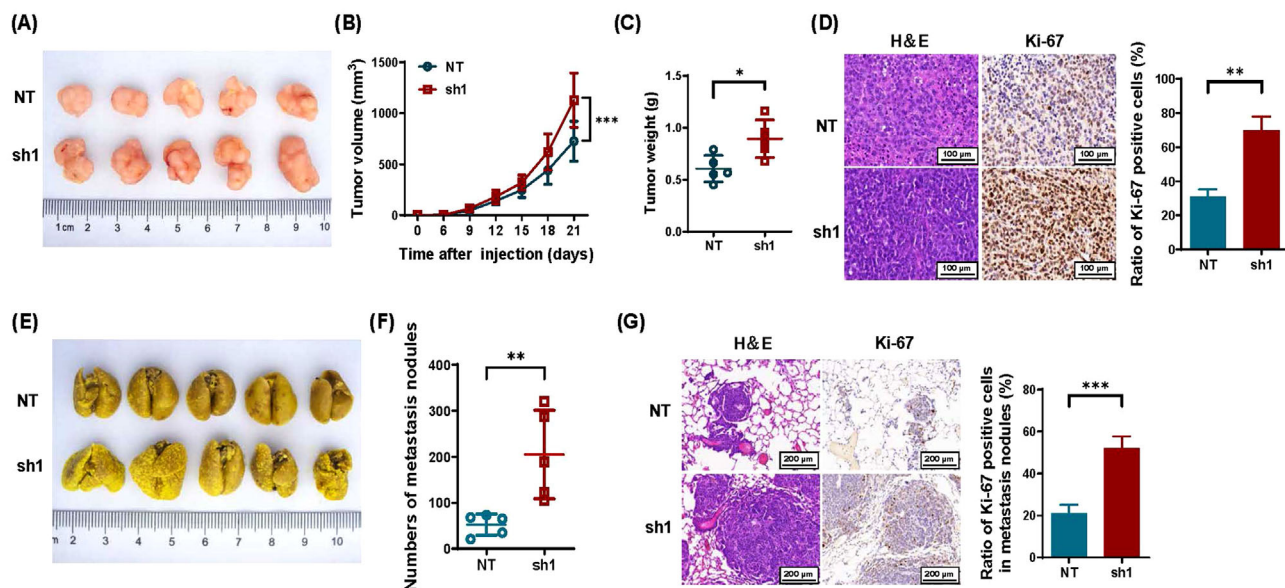 (A)
NT
sh1
1 cm 2 3 4 5 6 7 8 9 10
(B)
Tumor volume (mm³)
1500
1000
500
0
NT
sh1
***
0 6 9 12 15 18 21
Time after injection (days)
(C)
Tumor weight (g)
1.5
1.0
0.5
0.0
*
NT sh1
(D)
H&E Ki-67
NT
100 µm 100 µm
sh1
100 µm 100 µm
Ratio of Ki-67 positive cells (%)
100
80
60
40
20
0
**
NT sh1
(E)
NT
sh1
2 3 4 5 6 7 8 9 10
(F)
Numbers of metastasis nodules
400
300
200
100
0
**
NT sh1
(G)
H&E Ki-67
NT
200 µm 200 µm
sh1
200 µm 200 µm
Ratio of Ki-67 positive cells
in metastasis nodules (%)
80
60
40
20
0
***
NT sh1